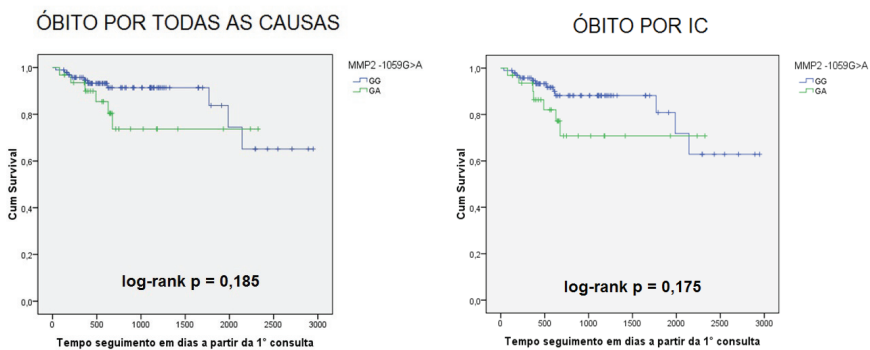 ÓBITO POR TODAS AS CAUSAS
MMP2 -1059G>A
GG
GA
1,0
0,8
0,6
0,4
0,2
0,0
Cum Survival
log-rank p = 0,185
0 500 1000 1500 2000 2500 3000
Tempo seguimento em dias a partir da 1° consulta
ÓBITO POR IC
MMP2 -1059G>A
GG
GA
1,0
0,8
0,6
0,4
0,2
0,0
Cum Survival
log-rank p = 0,175
0 500 1000 1500 2000 2500 3000
Tempo seguimento em dias a partir da 1° consulta